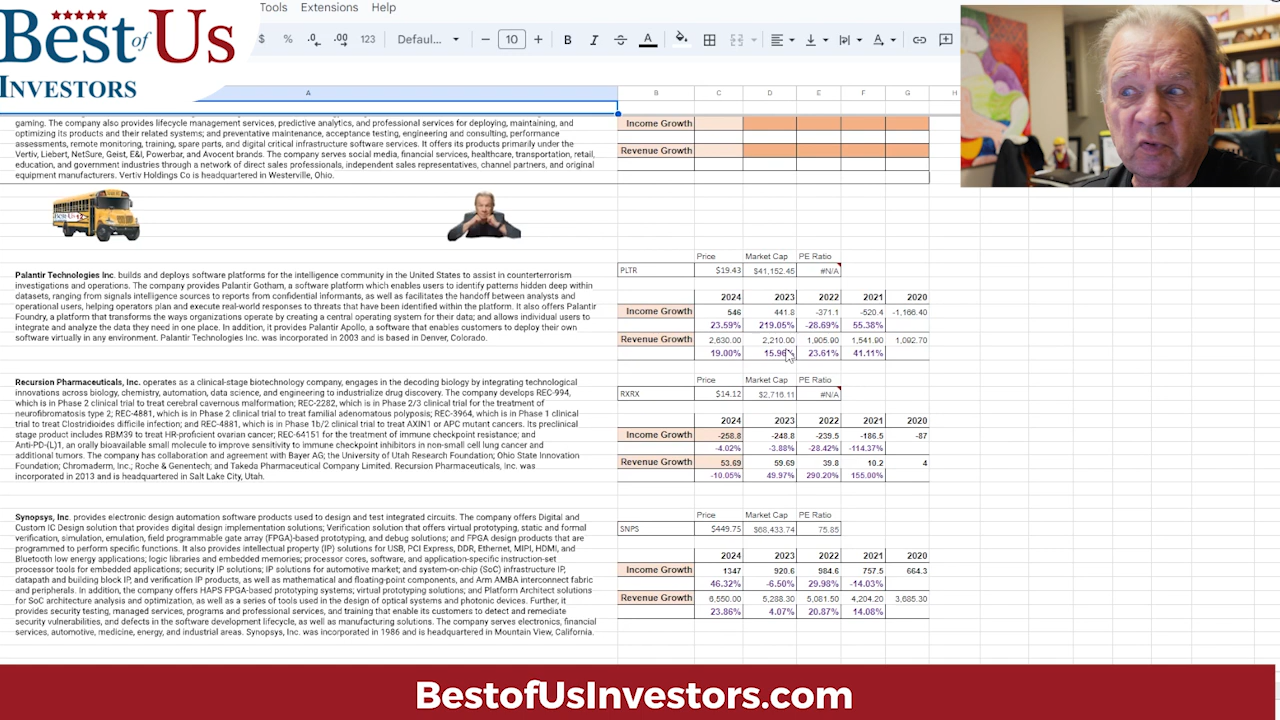 Best of Us
INVESTORS
Tools Extensions Help
$ % .0 .00 123 Defaul... − 10 + B I A
A B C D E F G H
gaming. The company also provides lifecycle management services, predictive analytics, and professional services for deploying, maintaining, and
optimizing its products and their related systems; and preventative maintenance, acceptance testing, engineering and consulting, performance
assessments, remote monitoring, training, spare parts, and digital critical infrastructure software services. It offers its products primarily under the
Vertiv, Liebert, NetSure, Geist, E&I, Powerbar, and Avocent brands. The company serves social media, financial services, healthcare, transportation, retail,
education, and government industries through a network of direct sales professionals, independent sales representatives, channel partners, and original
equipment manufacturers. Vertiv Holdings Co is headquartered in Westerville, Ohio.
Income Growth
Revenue Growth
BEST of US
Palantir Technologies Inc. builds and deploys software platforms for the intelligence community in the United States to assist in counterterrorism
investigations and operations. The company provides Palantir Gotham, a software platform which enables users to identify patterns hidden deep within
datasets, ranging from signals intelligence sources to reports from confidential informants, as well as facilitates the handoff between analysts and
operational users, helping operators plan and execute real-world responses to threats that have been identified within the platform. It also offers Palantir
Foundry, a platform that transforms the ways organizations operate by creating a central operating system for their data; and allows individual users to
integrate and analyze the data they need in one place. In addition, it provides Palantir Apollo, a software that enables customers to deploy their own
software virtually in any environment. Palantir Technologies Inc. was incorporated in 2003 and is based in Denver, Colorado.
Price Market Cap PE Ratio
PLTR $19.43 $41,152.45 #N/A
2024 2023 2022 2021 2020
Income Growth 546 441.8 -371.1 -520.4 -1,166.40
23.59% 219.05% -28.69% 55.38%
Revenue Growth 2,630.00 2,210.00 1,905.90 1,541.90 1,092.70
19.00% 15.96% 23.61% 41.11%
Recursion Pharmaceuticals, Inc. operates as a clinical-stage biotechnology company, engages in the decoding biology by integrating technological
innovations across biology, chemistry, automation, data science, and engineering to industrialize drug discovery. The company develops REC-994,
which is in Phase 2 clinical trial to treat cerebral cavernous malformation; REC-2282, which is in Phase 2/3 clinical trial for the treatment of
neurofibromatosis type 2; REC-4881, which is in Phase 2 clinical trial to treat familial adenomatous polyposis; REC-3964, which is in Phase 1 clinical
trial to treat Clostridioides difficile infection; and REC-4881, which is in Phase 1b/2 clinical trial to treat AXIN1 or APC mutant cancers. Its preclinical
stage product includes RBM39 to treat HR-proficient ovarian cancer; REC-64151 for the treatment of immune checkpoint resistance; and
Anti-PD-(L)1, an orally bioavailable small molecule to improve sensitivity to immune checkpoint inhibitors in non-small cell lung cancer and
additional tumors. The company has collaboration and agreement with Bayer AG; the University of Utah Research Foundation; Ohio State Innovation
Foundation; Chromaderm, Inc.; Roche & Genentech; and Takeda Pharmaceutical Company Limited. Recursion Pharmaceuticals, Inc. was
incorporated in 2013 and is headquartered in Salt Lake City, Utah.
Price Market Cap PE Ratio
RXRX $14.12 $2,716.11 #N/A
2024 2023 2022 2021 2020
Income Growth -258.8 -248.8 -239.5 -186.5 -87
-4.02% -3.88% -28.42% -114.37%
Revenue Growth 53.69 59.69 39.8 10.2 4
-10.05% 49.97% 290.20% 155.00%
Synopsys, Inc. provides electronic design automation software products used to design and test integrated circuits. The company offers Digital and
Custom IC Design solution that provides digital design implementation solutions; Verification solution that offers virtual prototyping, static and formal
verification, simulation, emulation, field programmable gate array (FPGA)-based prototyping, and debug solutions; and FPGA design products that are
programmed to perform specific functions. It also provides intellectual property (IP) solutions for USB, PCI Express, DDR, Ethernet, MIPI, HDMI, and
Bluetooth low energy applications; logic libraries and embedded memories; processor cores, software, and application-specific instruction-set
processor tools for embedded applications; security IP solutions; IP solutions for automotive market; and system-on-chip (SoC) infrastructure IP,
datapath and building block IP, and verification IP products, as well as mathematical and floating-point components, and Arm AMBA interconnect fabric
and peripherals. In addition, the company offers HAPS FPGA-based prototyping systems; virtual prototyping solutions; and Platform Architect solutions
for SoC architecture analysis and optimization, as well as a series of tools used in the design of optical systems and photonic devices. Further, it
provides security testing, managed services, programs and professional services, and training that enable its customers to detect and remediate
security vulnerabilities, and defects in the software development lifecycle, as well as manufacturing solutions. The company serves electronics, financial
services, automotive, medicine, energy, and industrial areas. Synopsys, Inc. was incorporated in 1986 and is headquartered in Mountain View, California.
Price Market Cap PE Ratio
SNPS $449.75 $68,433.74 75.85
2024 2023 2022 2021 2020
Income Growth 1347 920.6 984.6 757.5 664.3
46.32% -6.50% 29.98% -14.03%
Revenue Growth 6,550.00 5,288.30 5,081.50 4,204.20 3,685.30
23.86% 4.07% 20.87% 14.08%
BestofUsInvestors.com